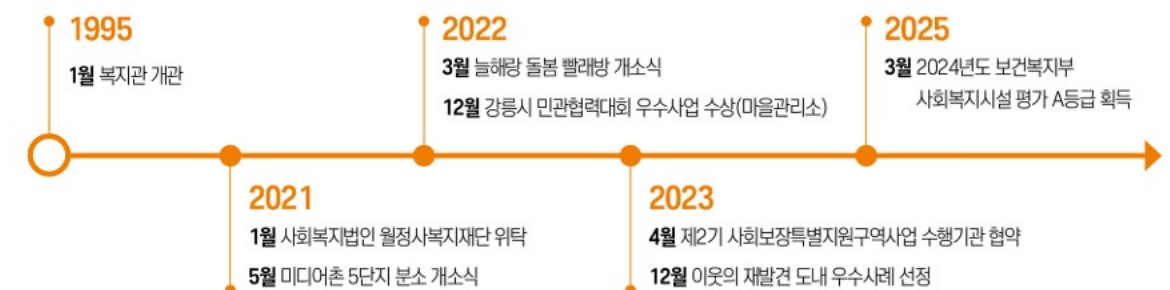 1995
1월 복지관 개관
2021
1월 사회복지법인 월정사복지재단 위탁
5월 미디어촌 5단지 분소 개소식
2022
3월 늘해랑 돌봄 빨래방 개소식
12월 강릉시 민관협력대회 우수사업 수상(마을관리소)
2023
4월 제2기 사회보장특별지원구역사업 수행기관 협약
12월 이웃의 재발견 도내 우수사례 선정
2025
3월 2024년도 보건복지부
사회복지시설 평가 A등급 획득